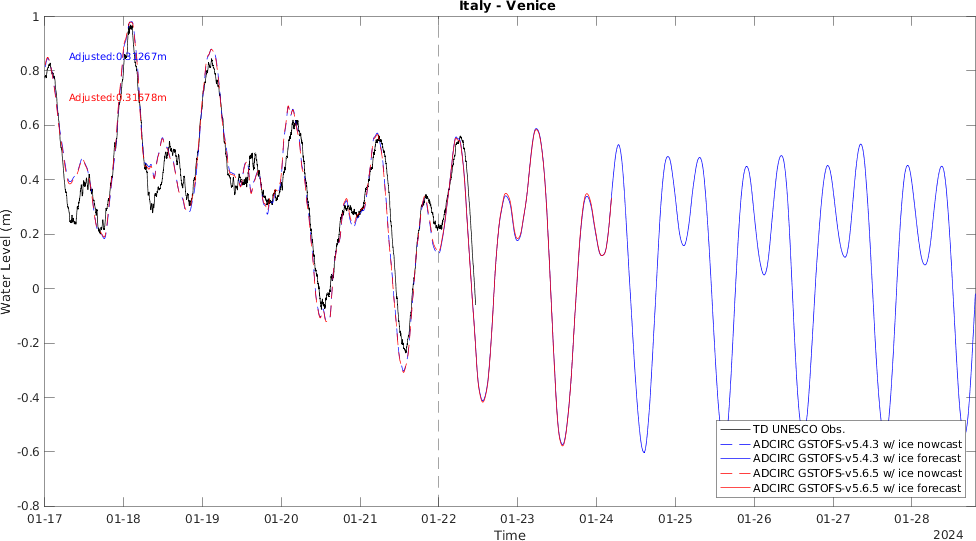 Italy - Venice
Adjusted:0.31267m
Adjusted:0.31678m
Water Level (m)
1
0.8
0.6
0.4
0.2
0
-0.2
-0.4
-0.6
-0.8
TD UNESCO Obs.
ADCIRC GSTOFS-v5.4.3 w/ ice nowcast
ADCIRC GSTOFS-v5.4.3 w/ ice forecast
ADCIRC GSTOFS-v5.6.5 w/ ice nowcast
ADCIRC GSTOFS-v5.6.5 w/ ice forecast
01-17 01-18 01-19 01-20 01-21 01-22 01-23 01-24 01-25 01-26 01-27 01-28
Time
2024